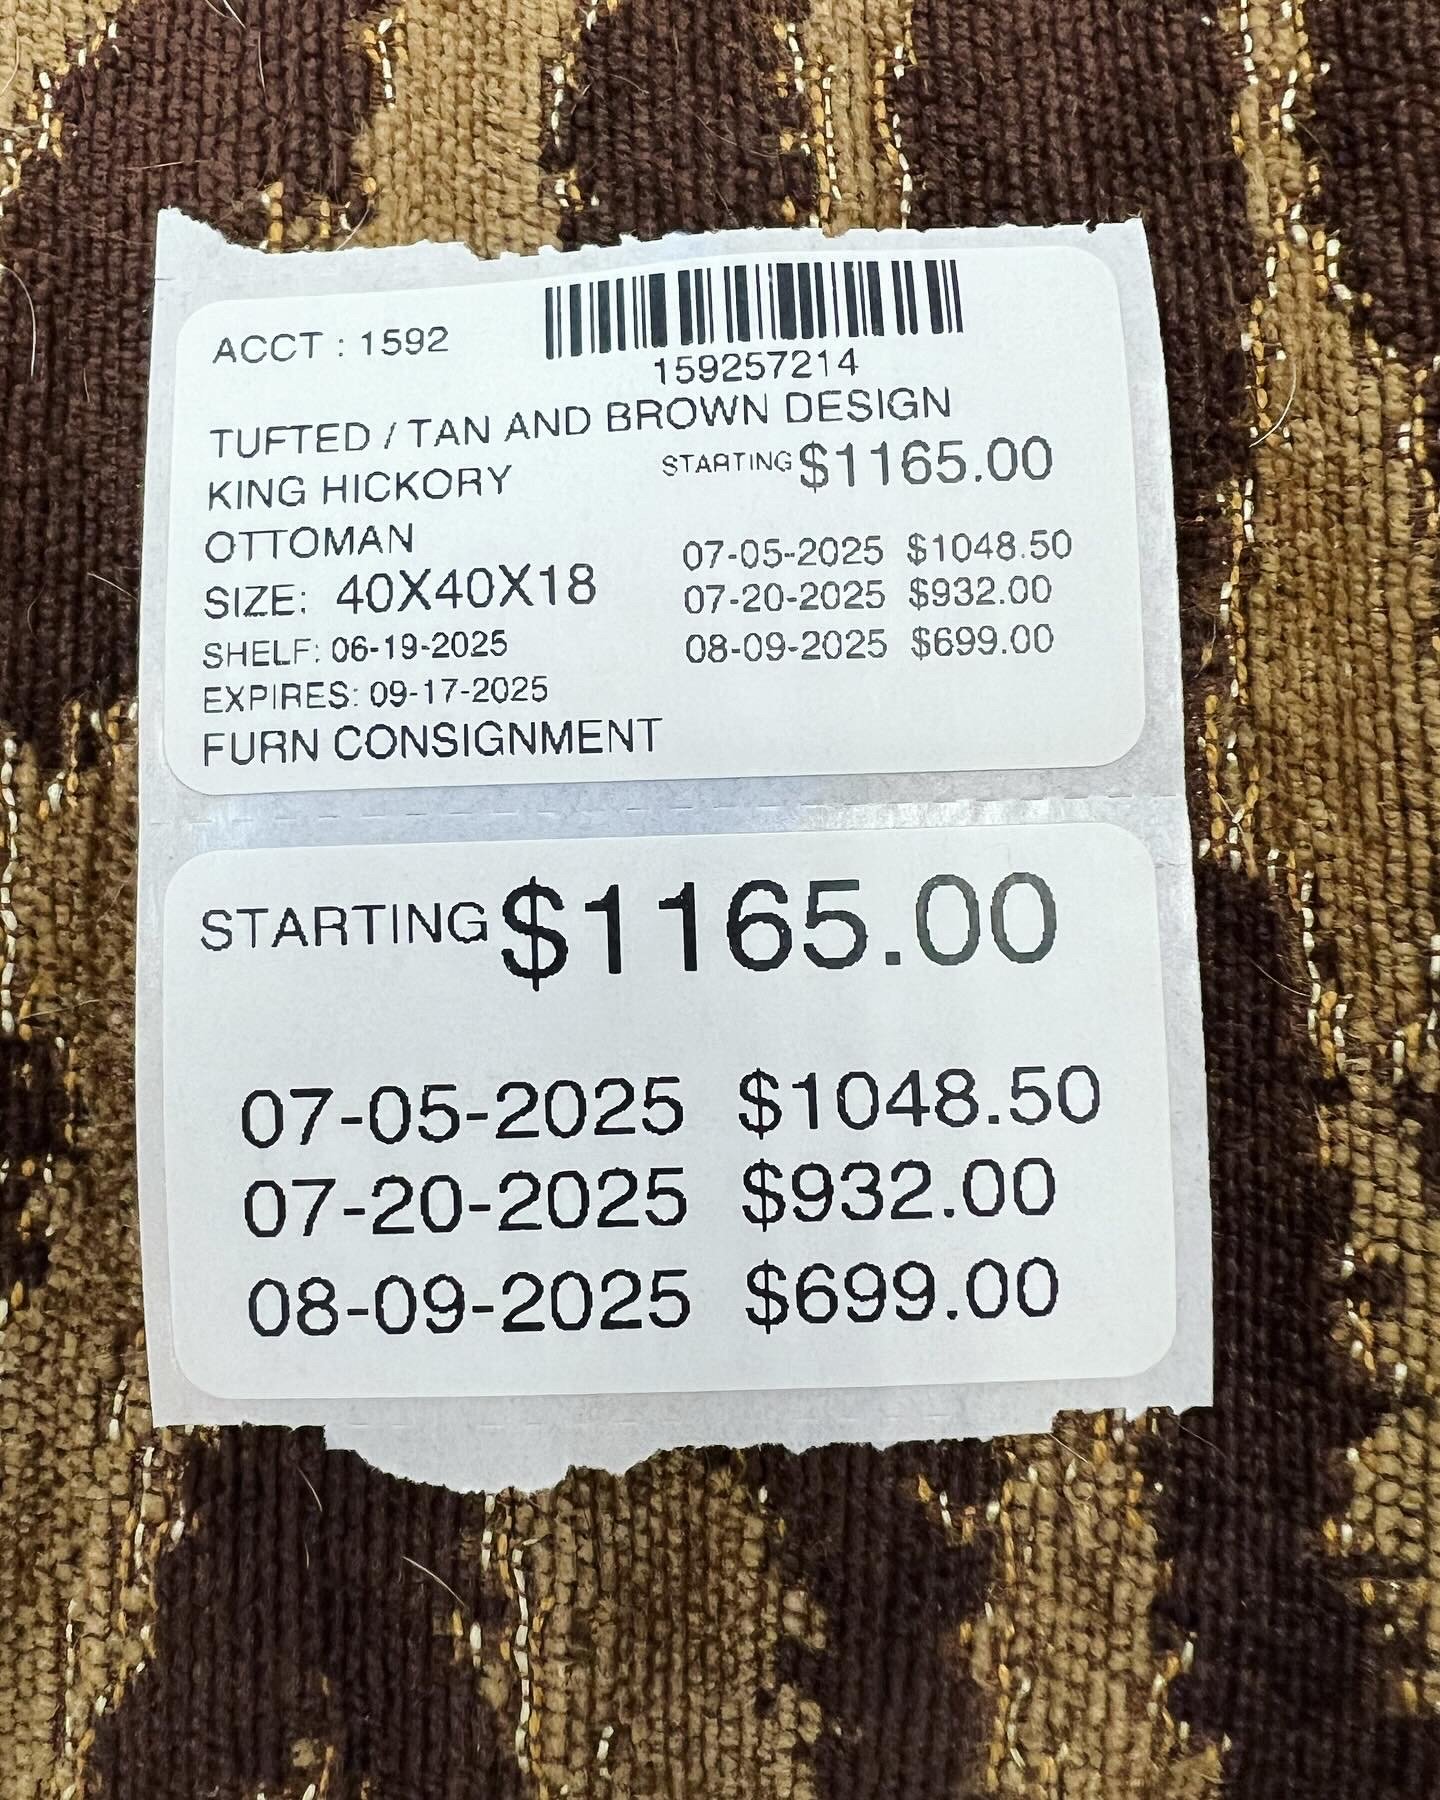 ACCT : 1592
159257214
TUFTED / TAN AND BROWN DESIGN
KING HICKORY
STARTING $1165.00
OTTOMAN
07-05-2025 $1048.50
SIZE: 40X40X18
07-20-2025 $932.00
SHELF: 06-19-2025
08-09-2025 $699.00
EXPIRES: 09-17-2025
FURN CONSIGNMENT
STARTING $1165.00
07-05-2025 $1048.50
07-20-2025 $932.00
08-09-2025 $699.00